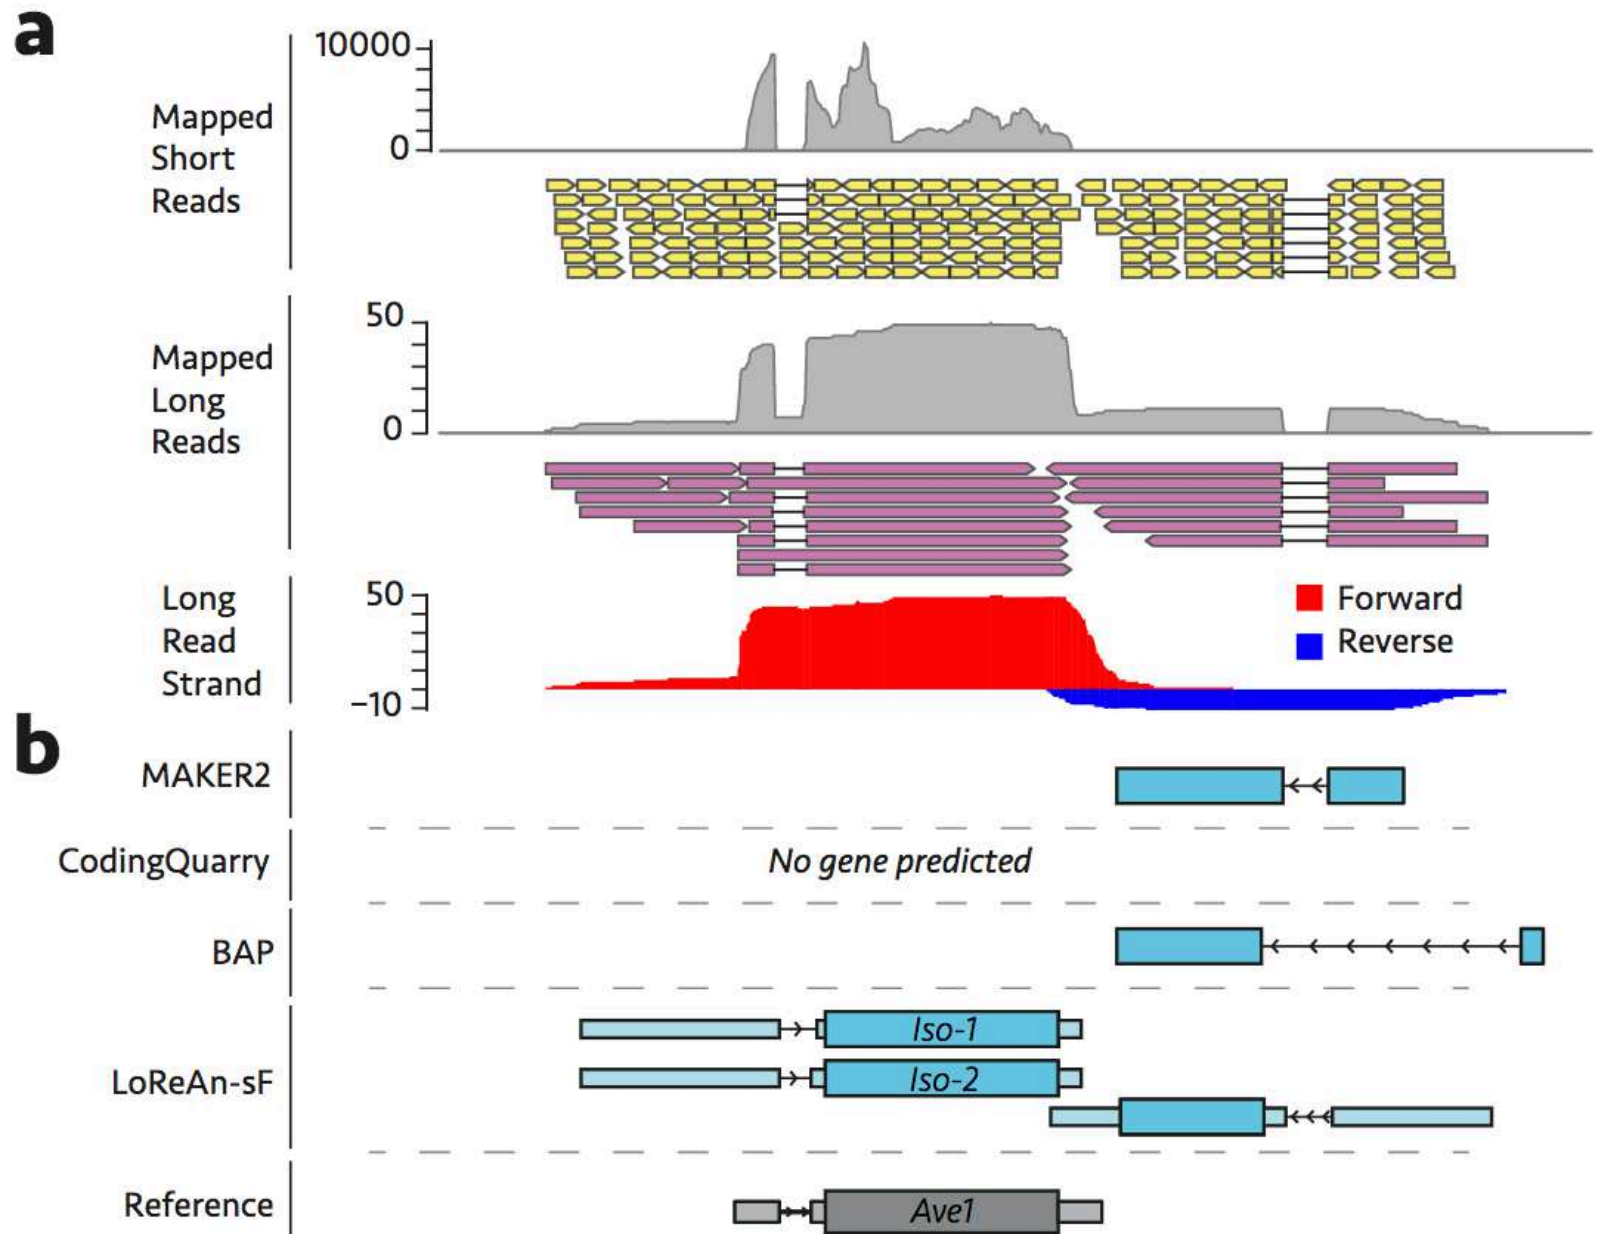 a
10000
0
Mapped
Short
Reads
50
0
Mapped
Long
Reads
50
−10
Long
Read
Strand
Forward
Reverse
b
MAKER2
CodingQuarry
No gene predicted
BAP
LoReAn-sF
Iso-1
Iso-2
Reference
Ave1